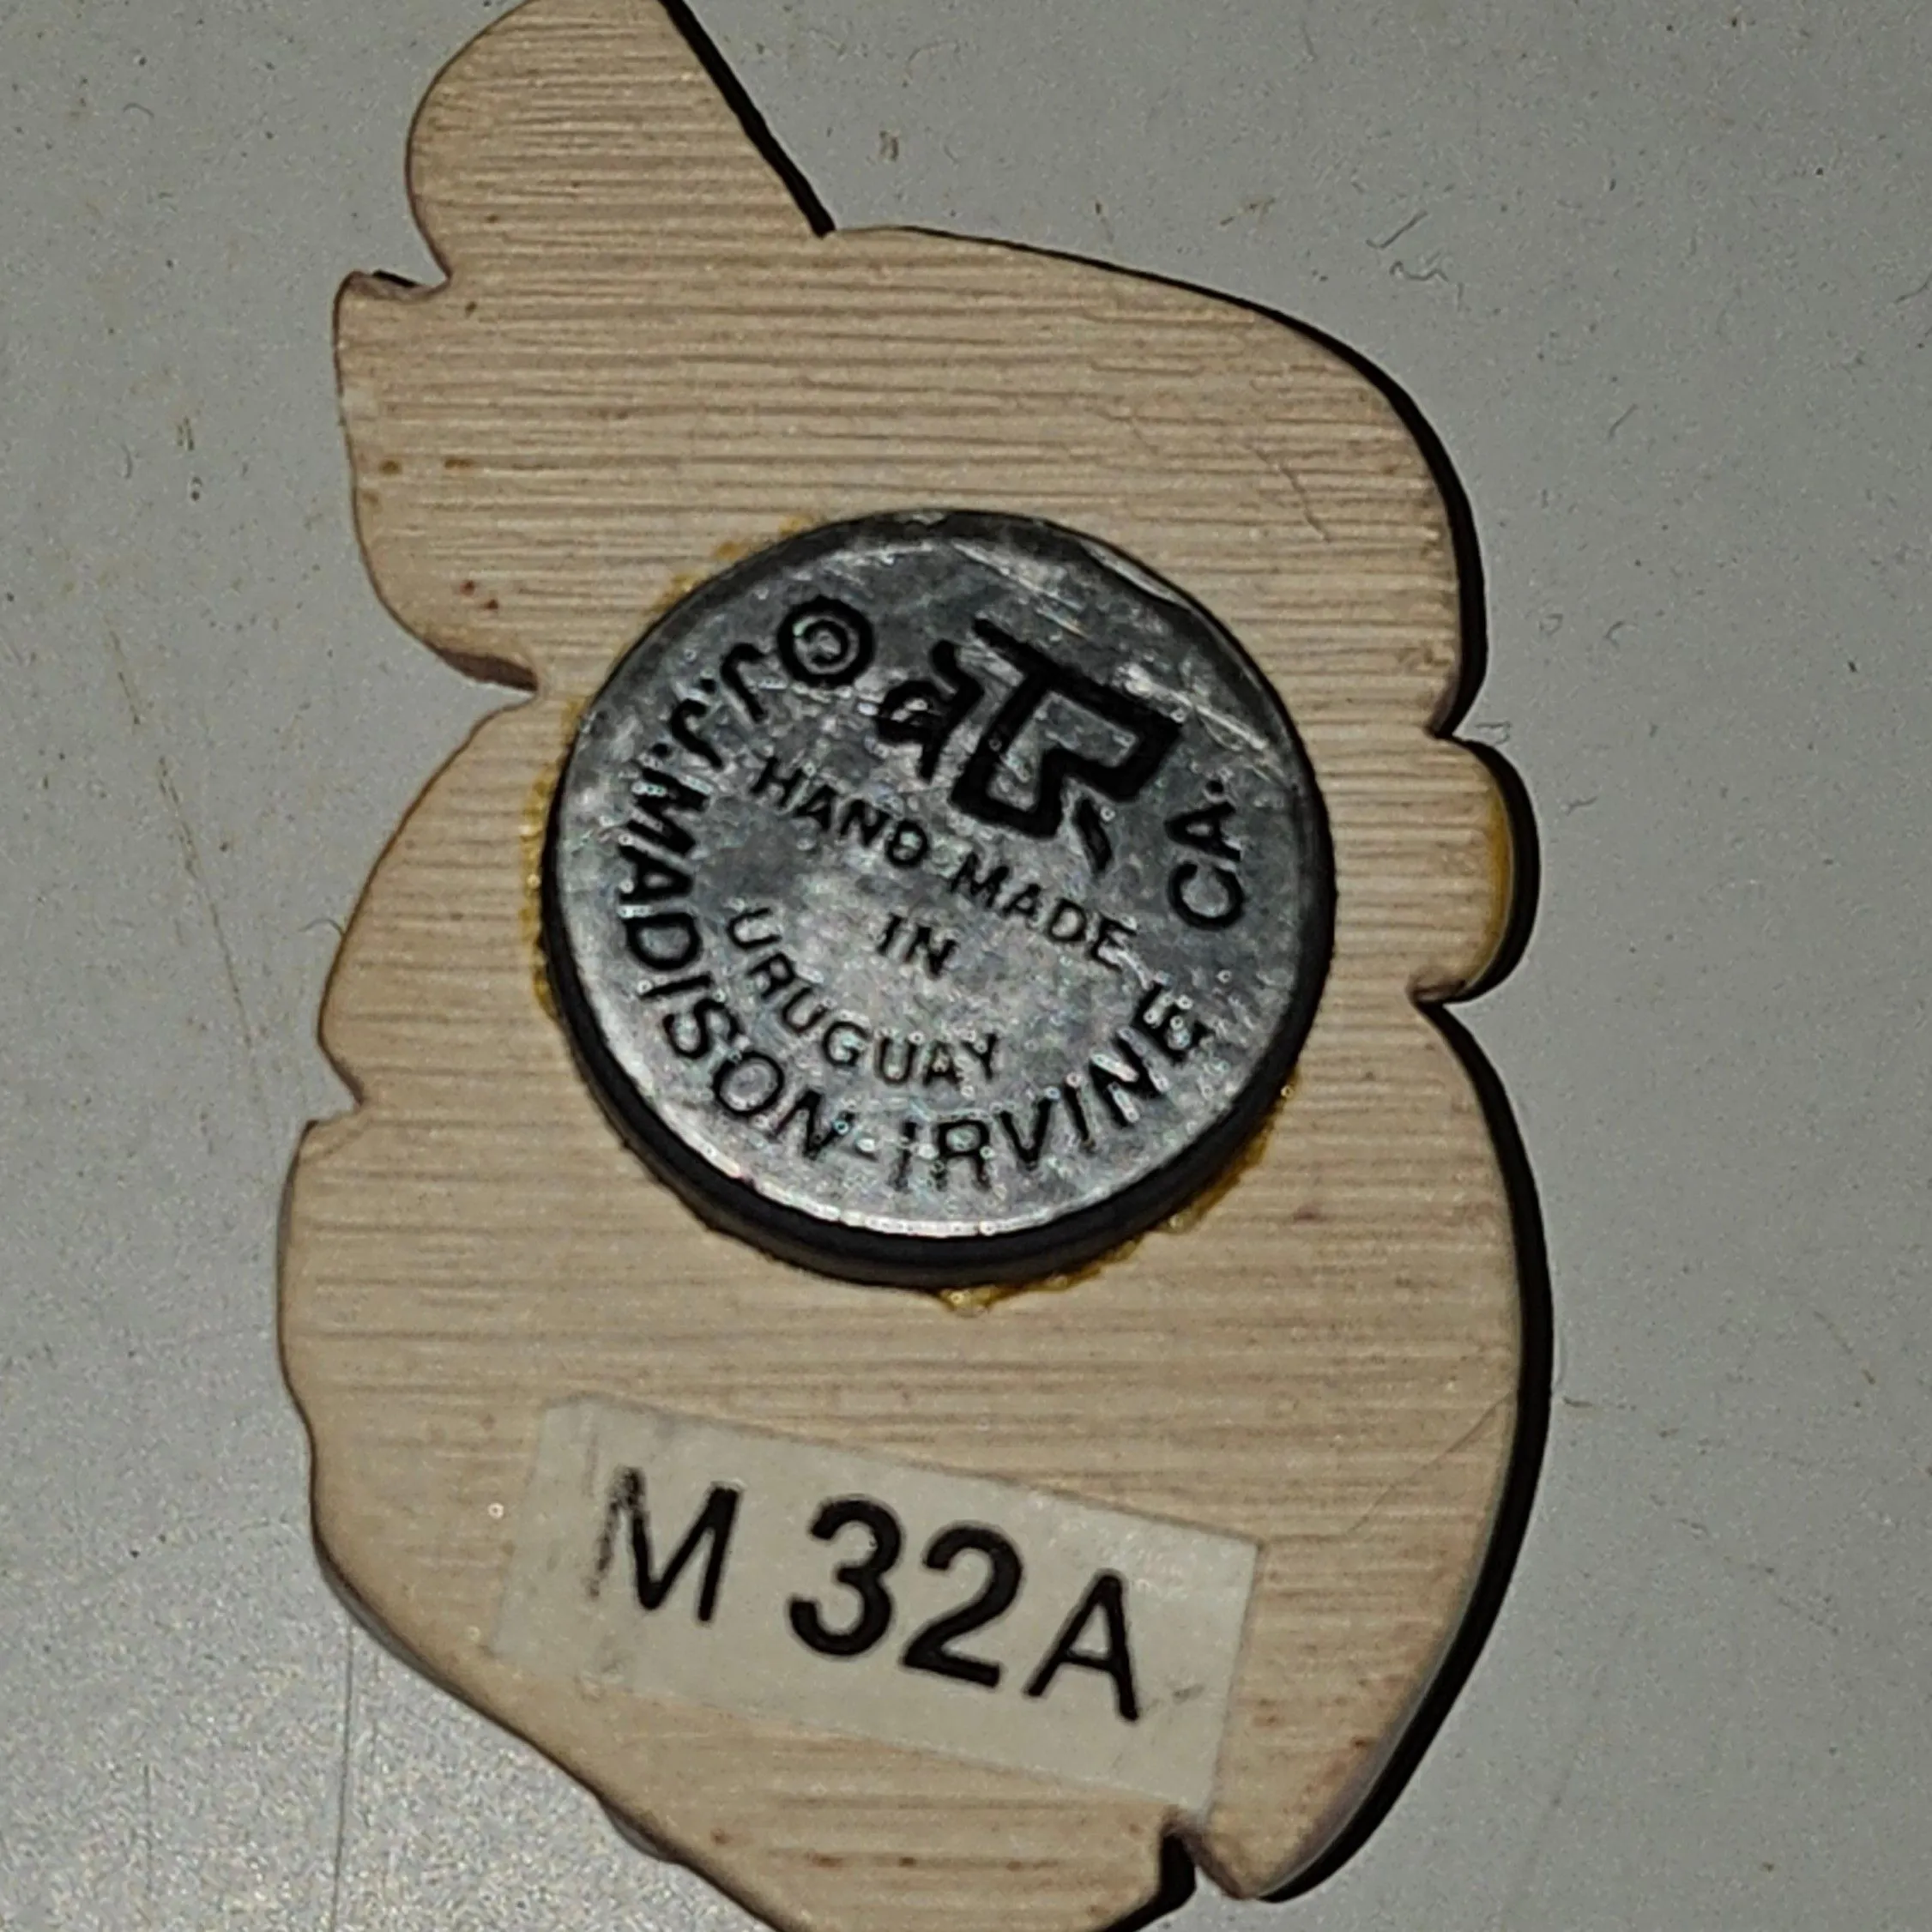 © J.J. MADISON-IRVINE CA.
HAND MADE
IN
URUGUAY
M 32A